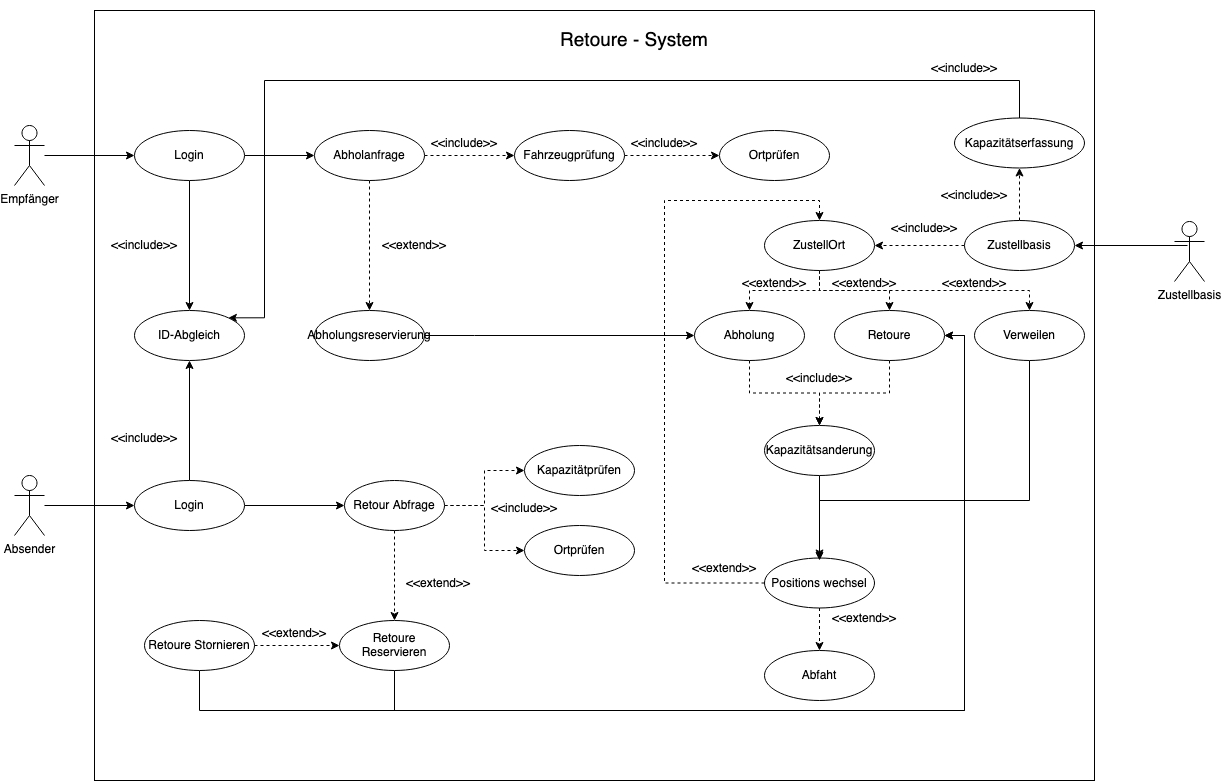 Retoure - System
<<include>>
Empfänger
Login
Abholanfrage
<<include>>
Fahrzeugprüfung
<<include>>
Ortprüfen
Kapazitätserfassung
<<include>>
<<include>>
<<extend>>
ZustellOrt
<<include>>
Zustellbasis
Zustellbasis
<<extend>>
<<extend>>
<<extend>>
ID-Abgleich
Abholungsreservierung
Abholung
Retoure
Verweilen
<<include>>
<<include>>
Kapazitätsanderung
Absender
Login
Retour Abfrage
Kapazitätprüfen
<<include>>
Ortprüfen
<<extend>>
<<extend>>
Positions wechsel
<<extend>>
Retoure Stornieren
<<extend>>
Retoure
Reservieren
Abfaht